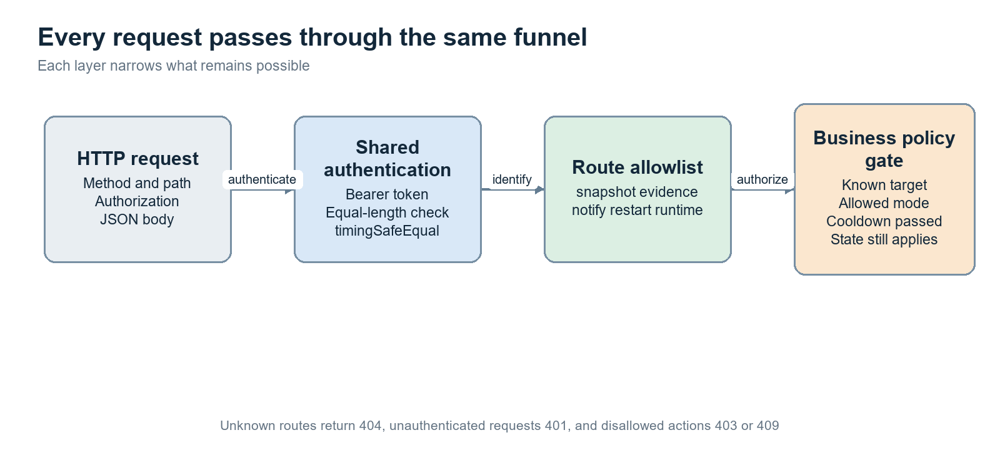 Every request passes through the same funnel
Each layer narrows what remains possible
HTTP request
Method and path
Authorization
JSON body
authenticate
Shared
authentication
Bearer token
Equal-length check
timingSafeEqual
identify
Route allowlist
snapshot evidence
notify restart runtime
authorize
Business policy
gate
Known target
Allowed mode
Cooldown passed
State still applies
Unknown routes return 404, unauthenticated requests 401, and disallowed actions 403 or 409